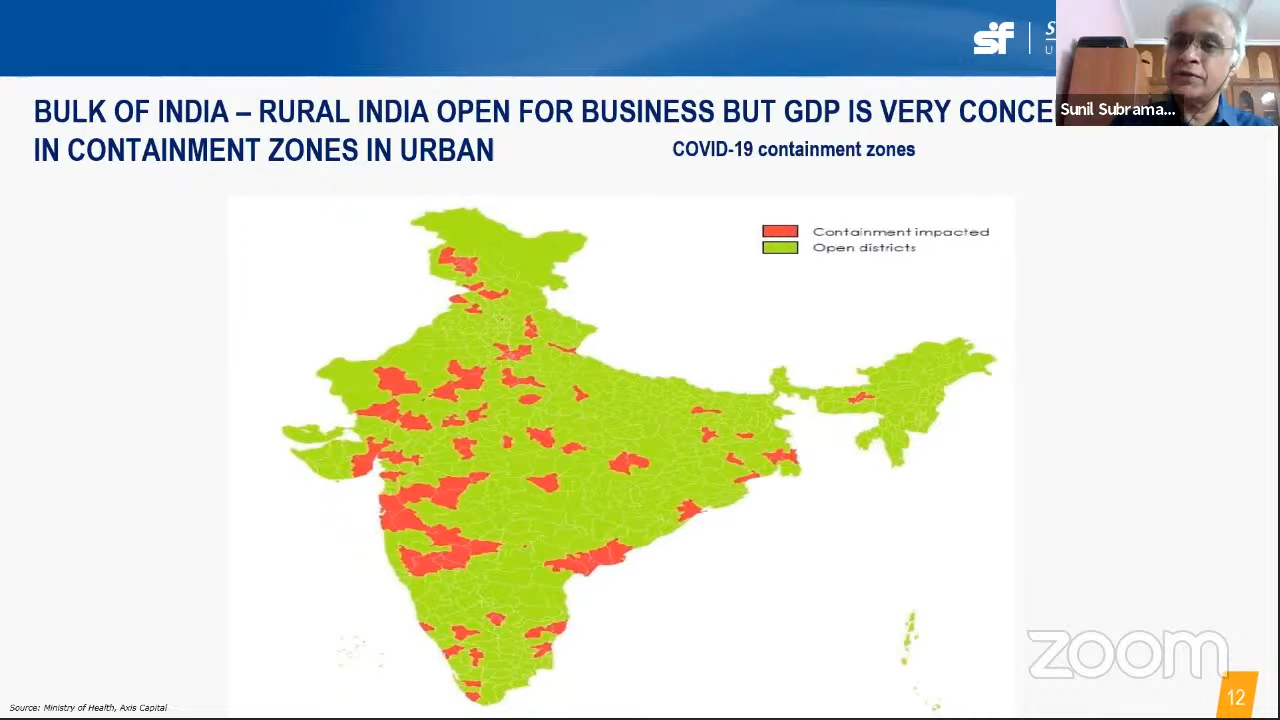 sf
S
U
Sunil Subrama...
BULK OF INDIA – RURAL INDIA OPEN FOR BUSINESS BUT GDP IS VERY CONCE
IN CONTAINMENT ZONES IN URBAN
COVID-19 containment zones
Containment impacted
Open districts
zoom
12
Source: Ministry of Health, Axis Capital